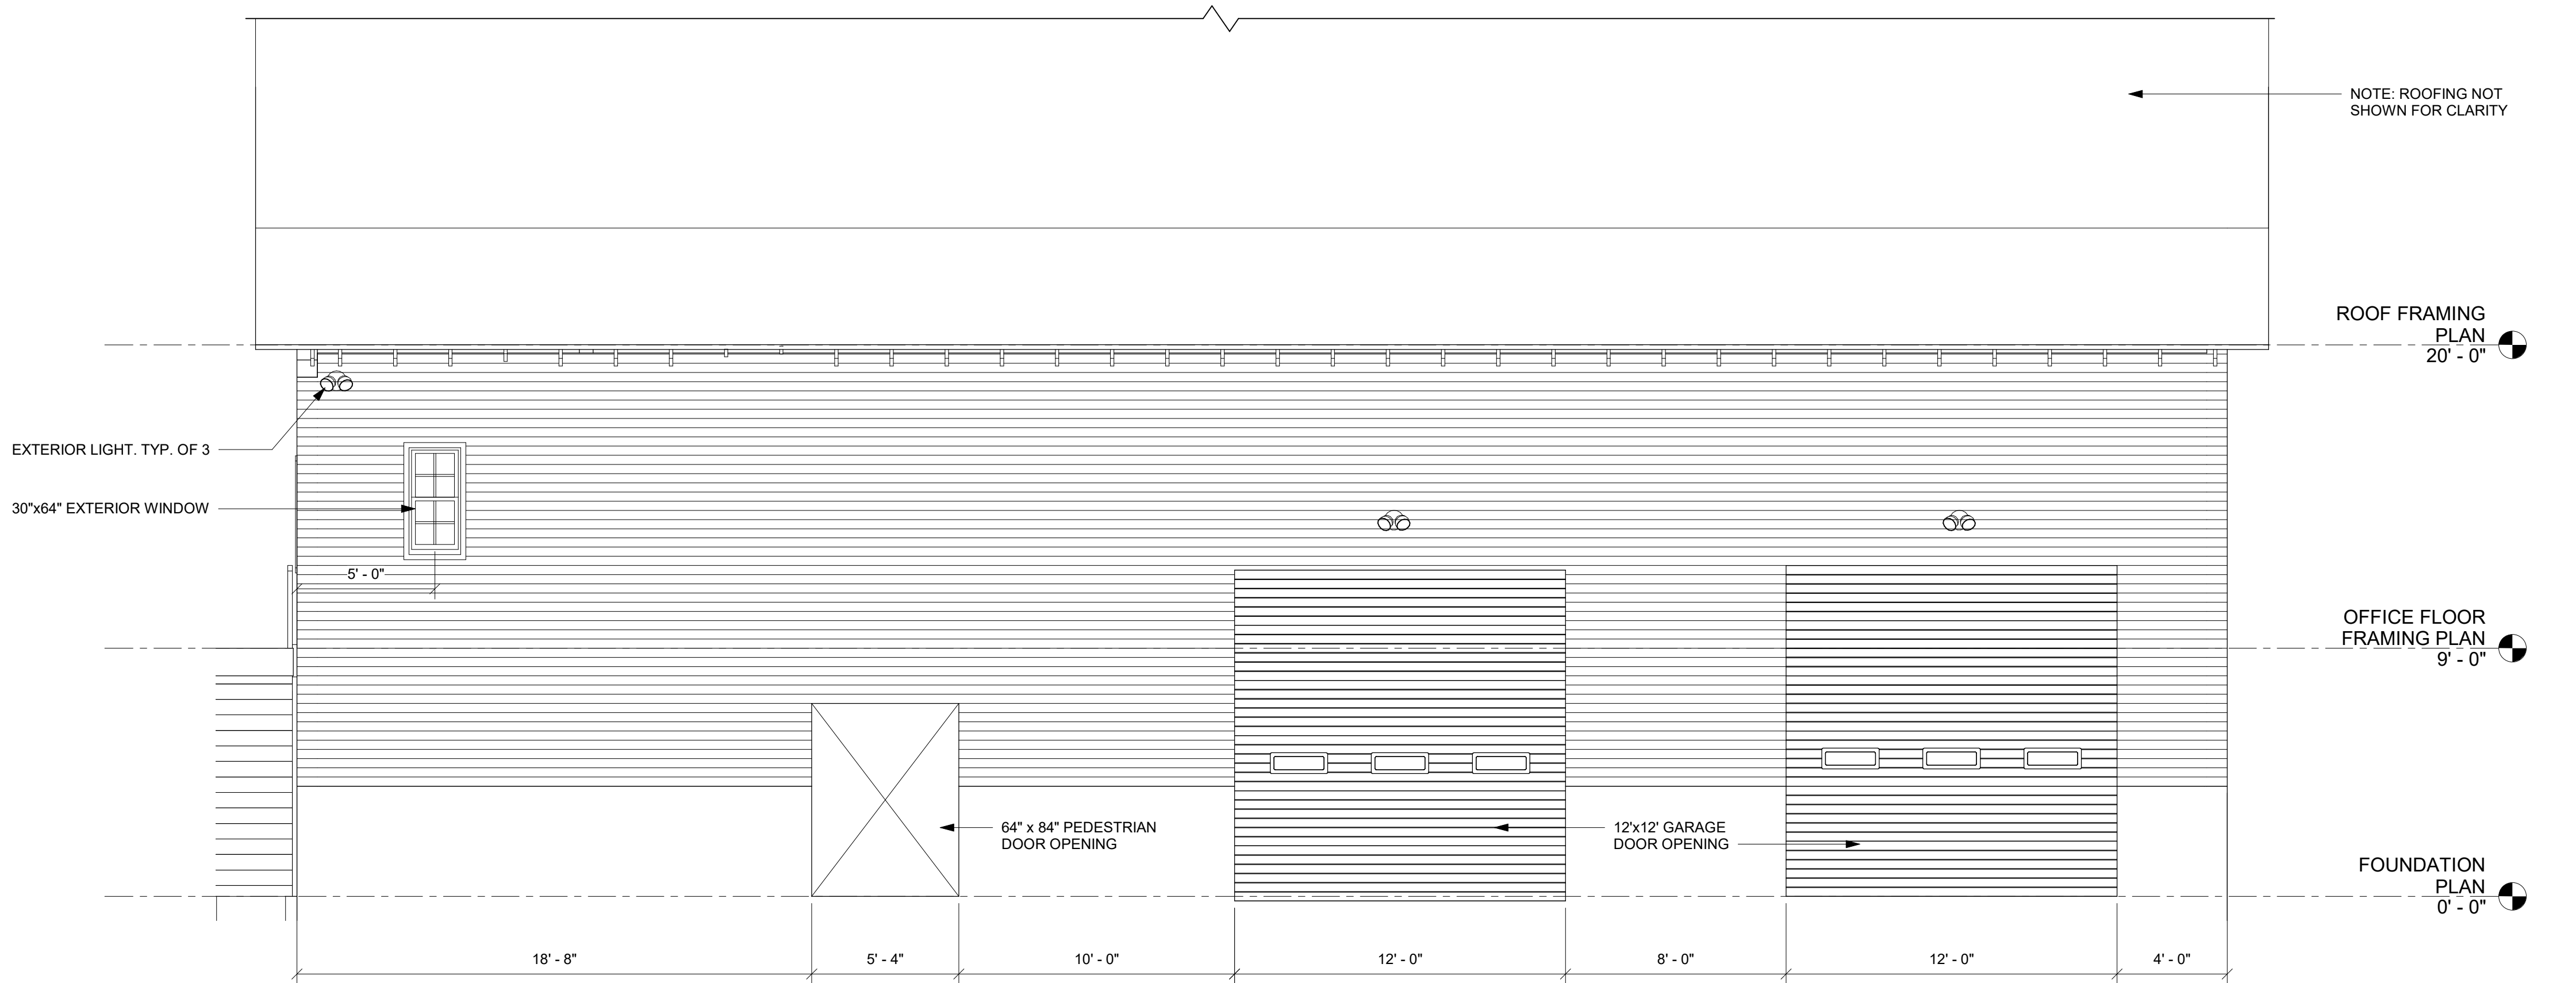 NOTE: ROOFING NOT
SHOWN FOR CLARITY
ROOF FRAMING
PLAN
20' - 0"
EXTERIOR LIGHT. TYP. OF 3
30"x64" EXTERIOR WINDOW
5' - 0"
OFFICE FLOOR
FRAMING PLAN
9' - 0"
64" x 84" PEDESTRIAN
DOOR OPENING
12'x12' GARAGE
DOOR OPENING
FOUNDATION
PLAN
0' - 0"
18' - 8"
5' - 4"
10' - 0"
12' - 0"
8' - 0"
12' - 0"
4' - 0"